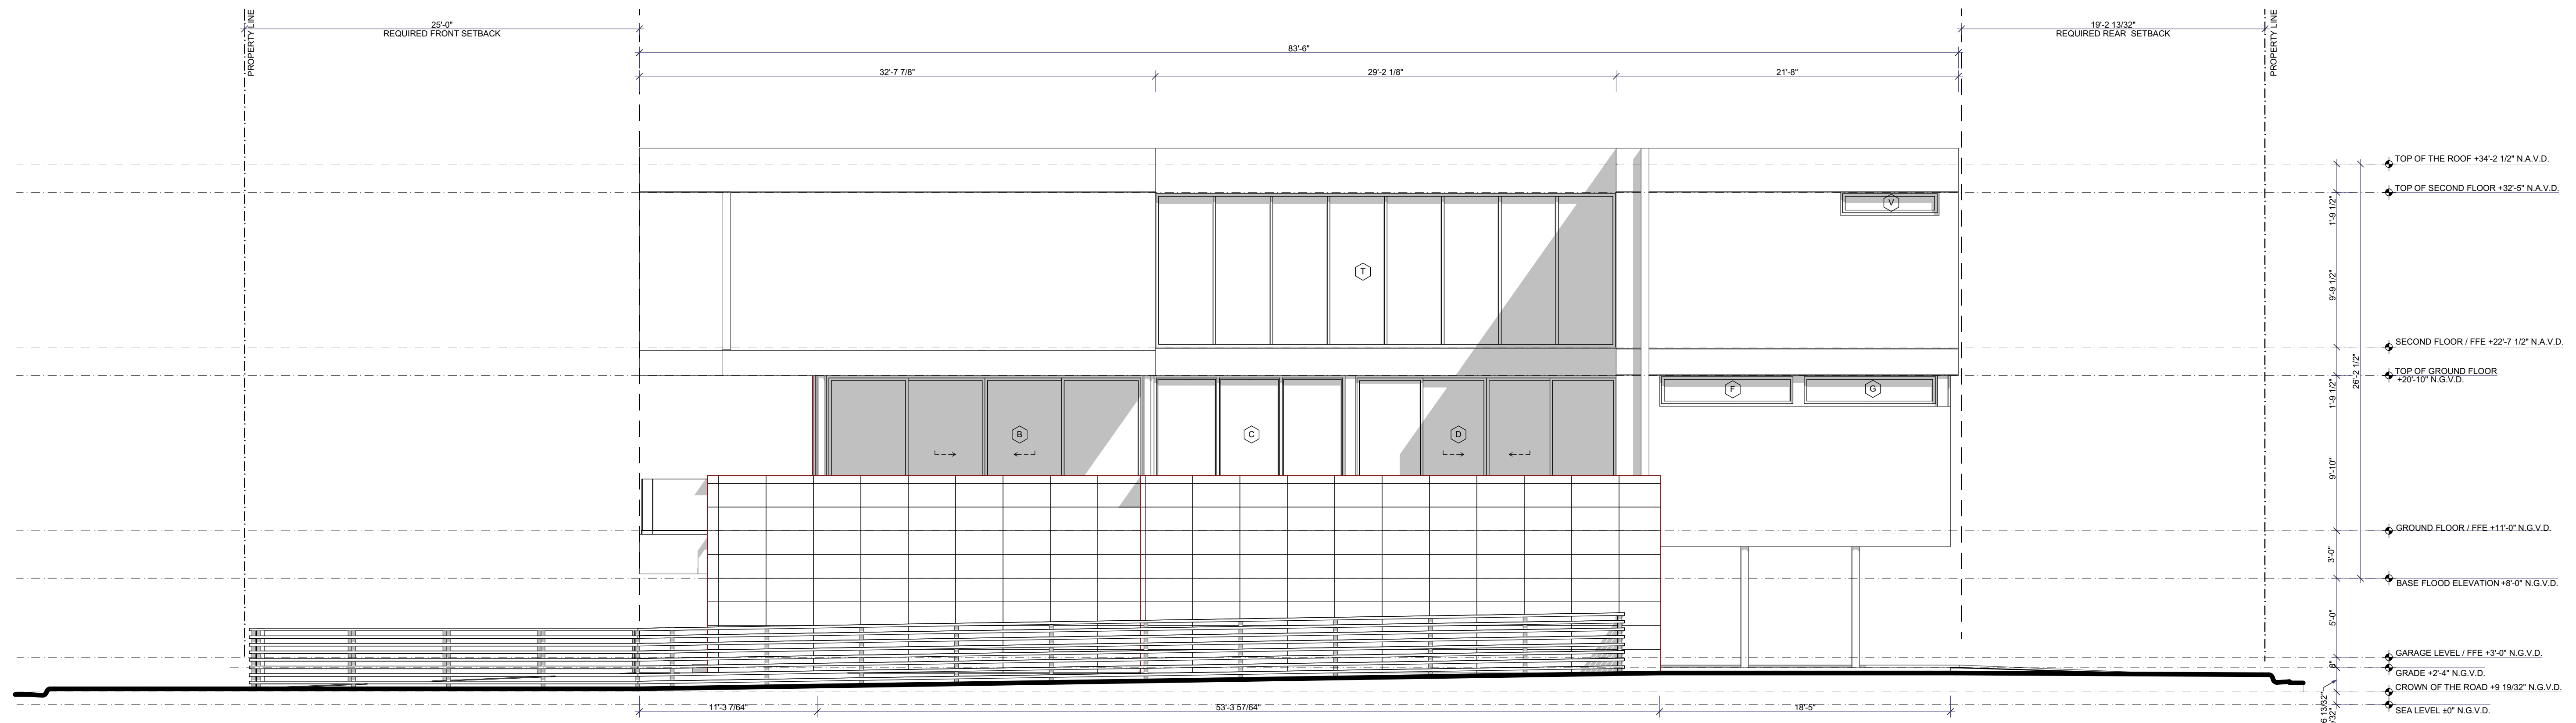 25'-0"
REQUIRED FRONT SETBACK
PROPERTY LINE
19'-2 13/32"
REQUIRED REAR SETBACK
PROPERTY LINE
83'-6"
32'-7 7/8"
29'-2 1/8"
21'-8"
TOP OF THE ROOF +34'-2 1/2" N.A.V.D.
TOP OF SECOND FLOOR +32'-5" N.A.V.D.
V
1'-9 1/2"
T
9'-9 1/2"
SECOND FLOOR / FFE +22'-7 1/2" N.A.V.D.
TOP OF GROUND FLOOR
+20'-10" N.G.V.D.
26'-2 1/2"
1'-9 1/2"
F
G
B
C
D
9'-10"
GROUND FLOOR / FFE +11'-0" N.G.V.D.
3'-0"
BASE FLOOD ELEVATION +8'-0" N.G.V.D.
5'-0"
GARAGE LEVEL / FFE +3'-0" N.G.V.D.
8"
GRADE +2'-4" N.G.V.D.
CROWN OF THE ROAD +9 19/32" N.G.V.D.
SEA LEVEL ±0" N.G.V.D.
6 13/32"
/32"
11'-3 7/64"
53'-3 57/64"
18'-5"